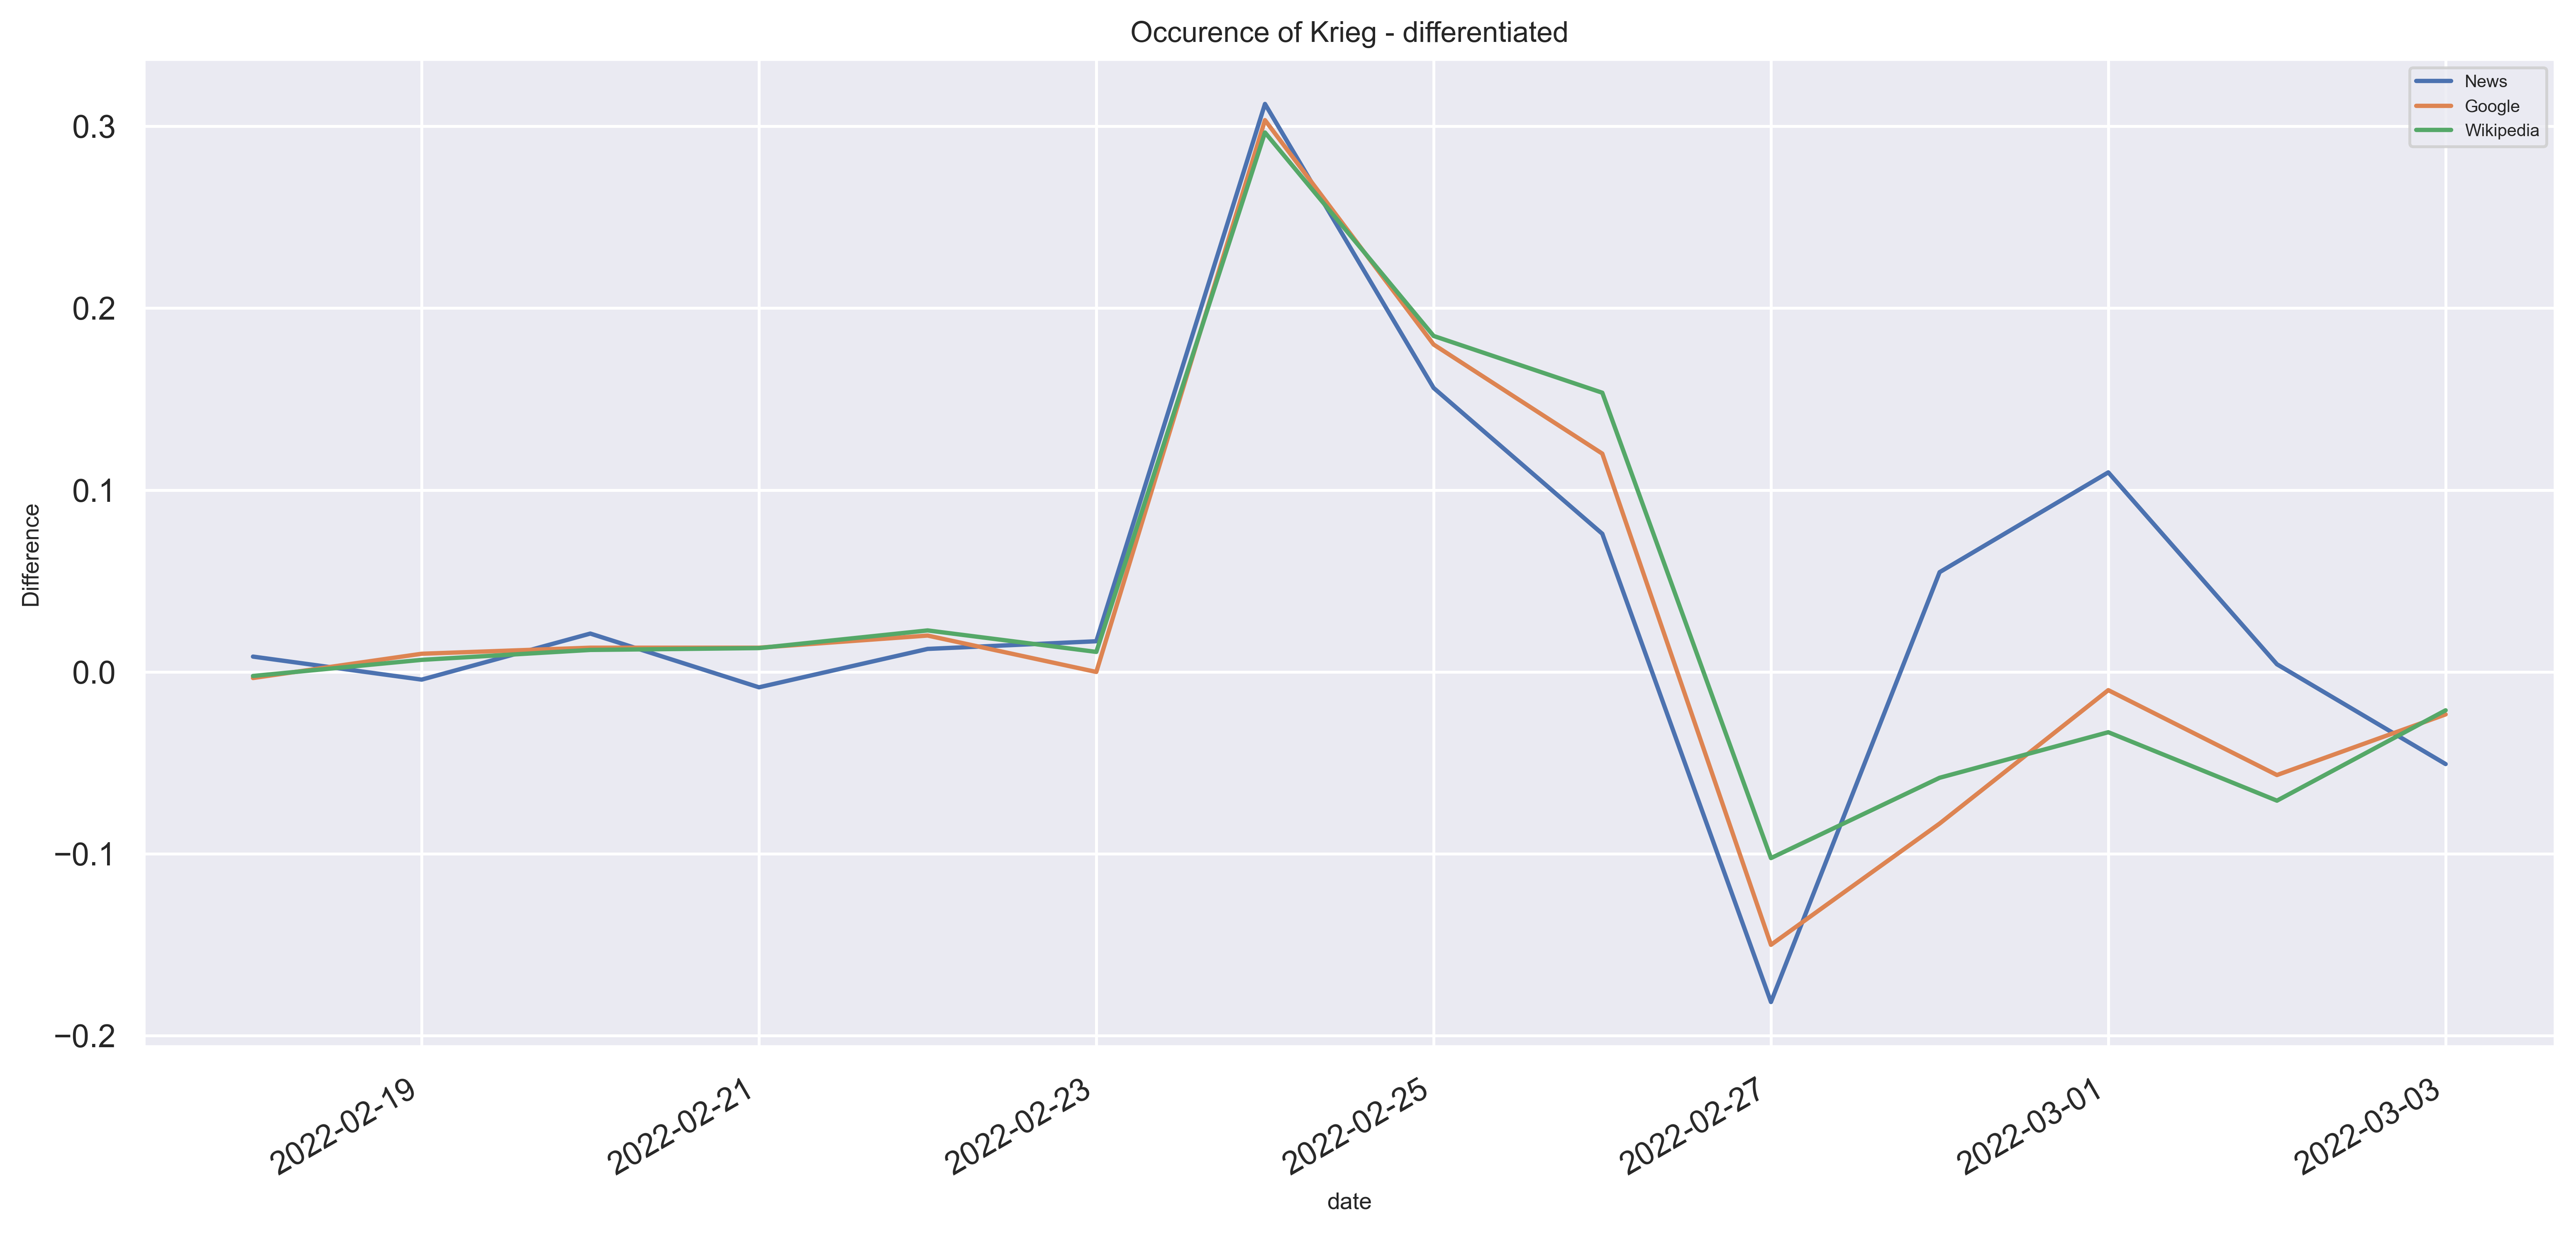 Occurence of Krieg - differentiated
News
Google
Wikipedia
0.3
0.2
0.1
0.0
−0.1
−0.2
Difference
2022-02-19
2022-02-21
2022-02-23
2022-02-25
2022-02-27
2022-03-01
2022-03-03
date